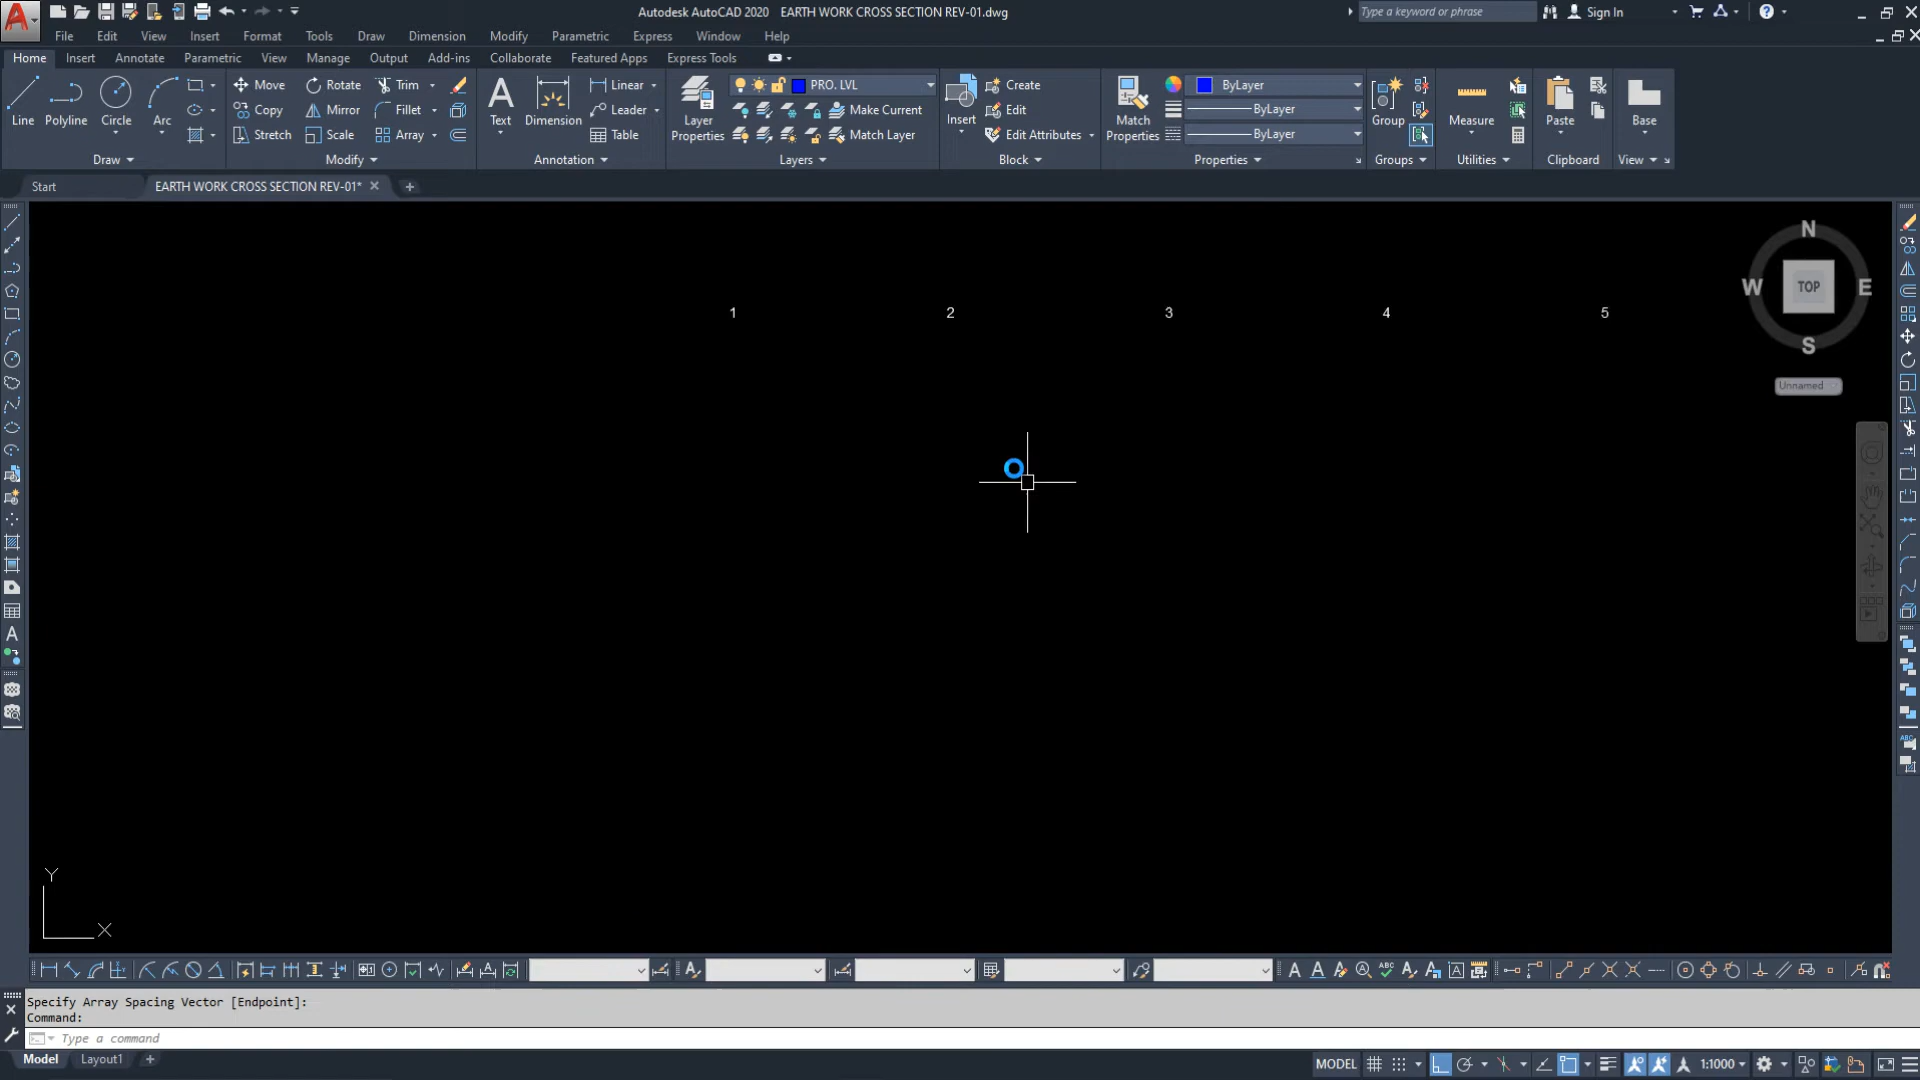 Autodesk AutoCAD 2020 EARTH WORK CROSS SECTION REV-01.dwg
Type a keyword or phrase
Sign In
File Edit View Insert Format Tools Draw Dimension Modify Parametric Express Window Help
Home Insert Annotate Parametric View Manage Output Add-ins Collaborate Express Tools Featured Apps
Line Polyline Circle Arc
Draw
Move Rotate Trim
Copy Mirror Fillet
Stretch Scale Array
Modify
Text Dimension
Linear
Leader
Table
Annotation
Layer Properties
PRO. LVL
Make Current
Match Layer
Layers
Insert
Create
Edit
Edit Attributes
Block
Match Properties
ByLayer
ByLayer
ByLayer
Properties
Group
Groups
Measure
Utilities
Paste
Clipboard
Base
View
Start
EARTH WORK CROSS SECTION REV-01*
1 2 3 4 5
N
W TOP E
S
Unnamed
Y
X
Specify Array Spacing Vector [Endpoint]:
Command:
Type a command
Model Layout1
MODEL
1:1000